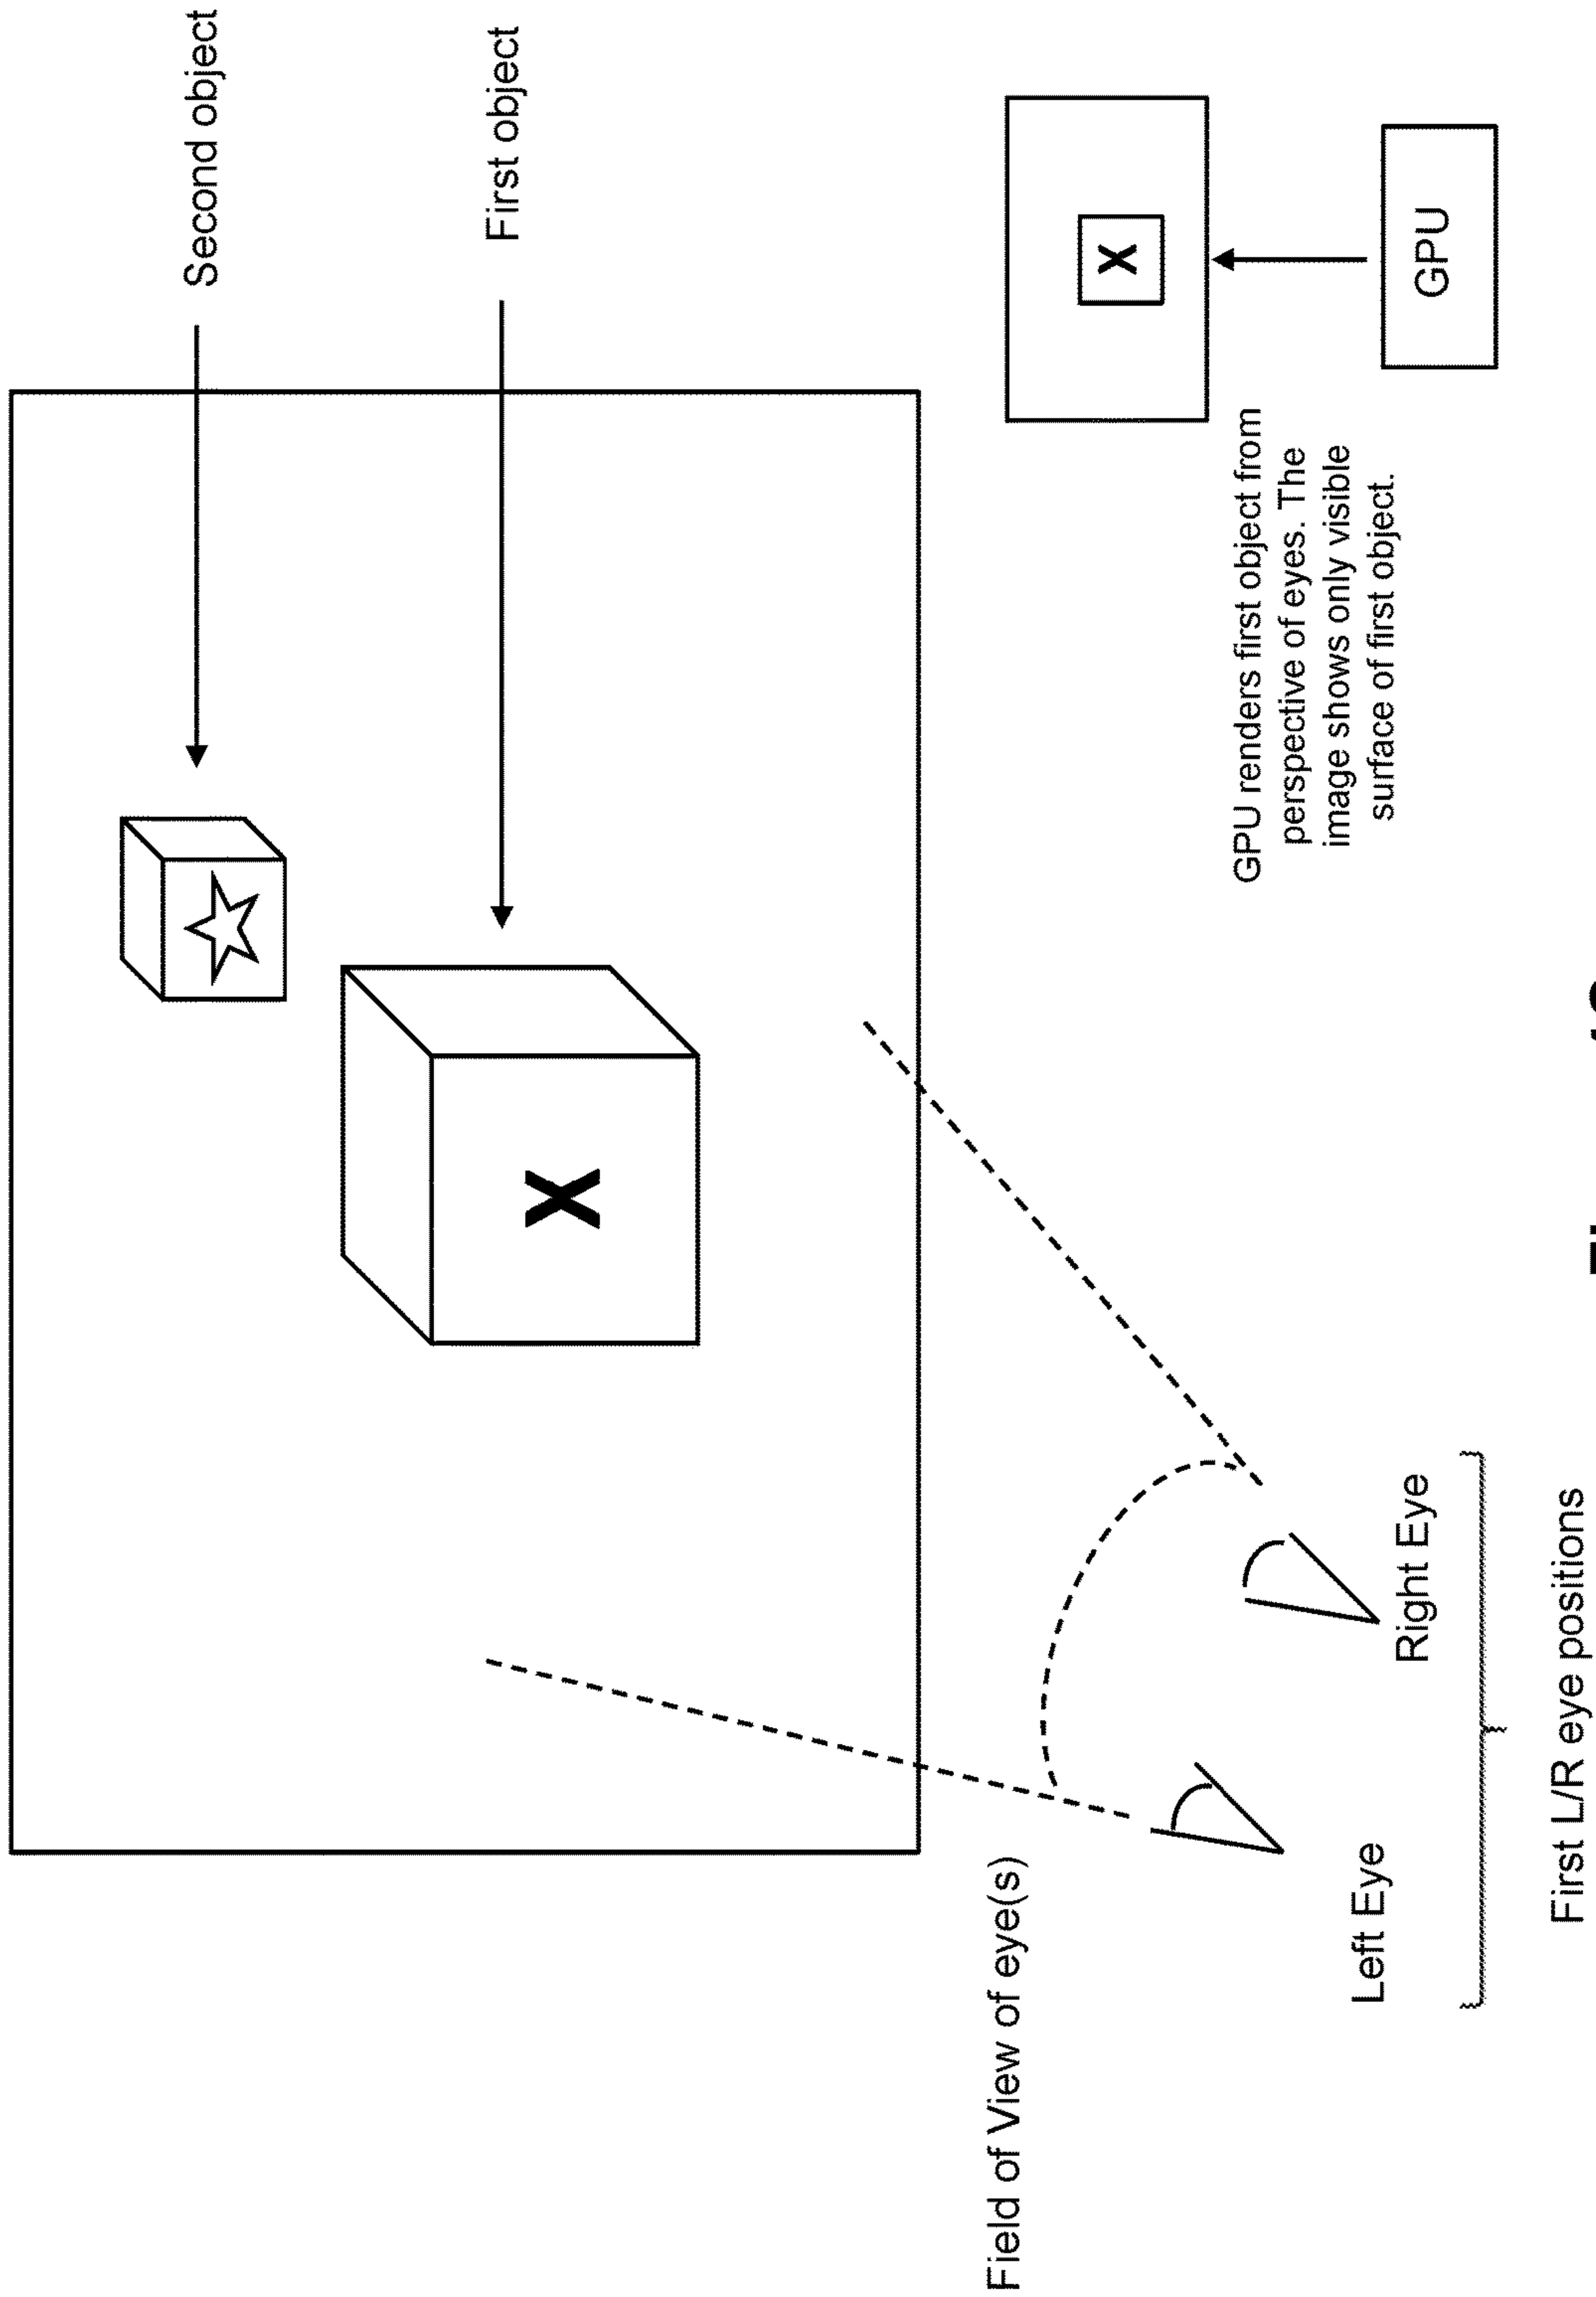 Second object
First object
X
X
GPU renders first object from
perspective of eyes. The
image shows only visible
surface of first object.
GPU
Field of View of eye(s)
Left Eye
Right Eye
First L/R eye positions